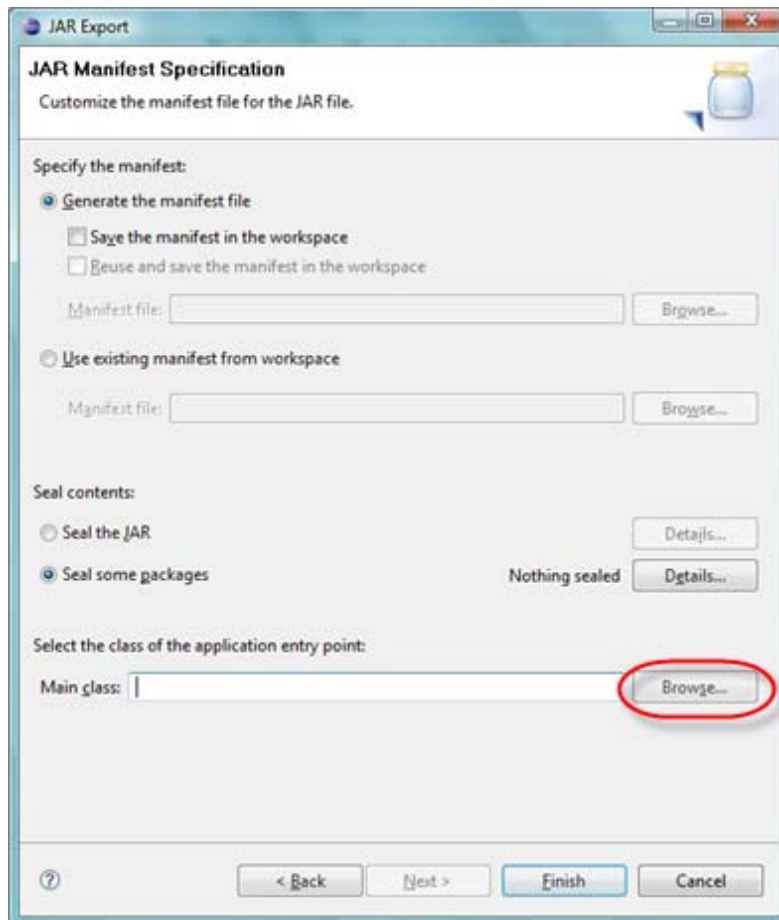 JAR Export
JAR Manifest Specification
Customize the manifest file for the JAR file.
Specify the manifest:
Generate the manifest file
Save the manifest in the workspace
Reuse and save the manifest in the workspace
Manifest file: Browse...
Use existing manifest from workspace
Manifest file: Browse...
Seal contents:
Seal the JAR Details...
Seal some packages Nothing sealed Details...
Select the class of the application entry point:
Main class: Browse...
? < Back Next > Finish Cancel